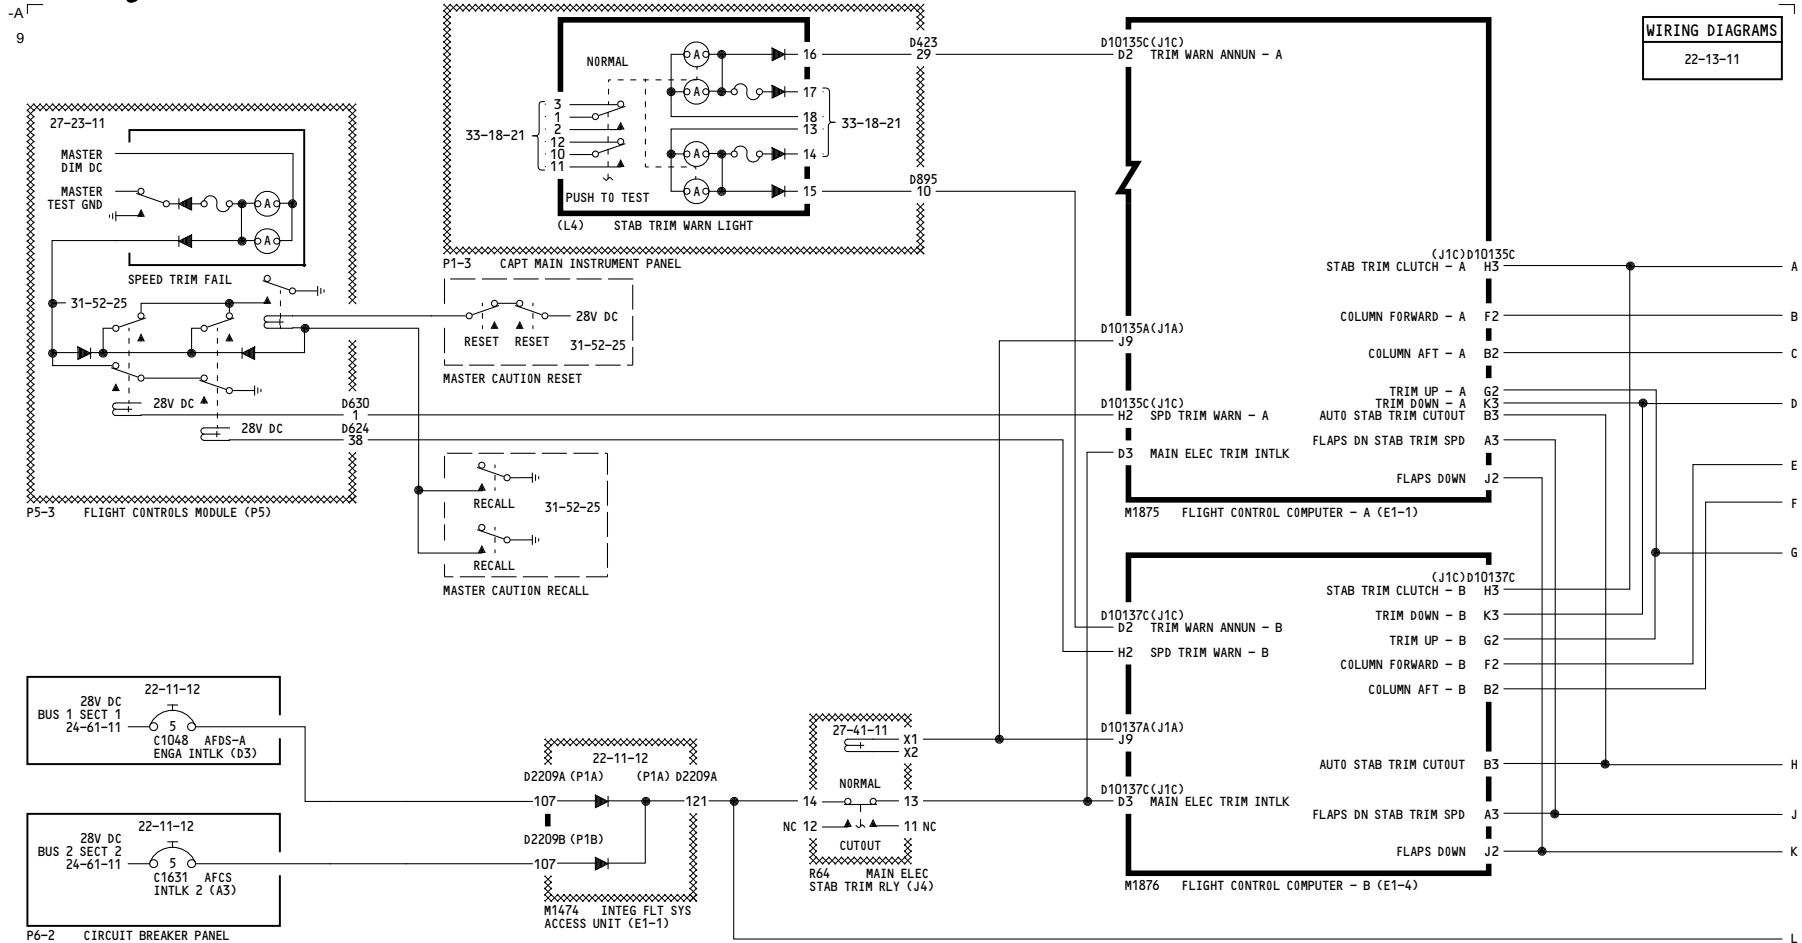 -A
9
WIRING DIAGRAMS
22-13-11
NORMAL
3
1
2
12
10
11
33-18-21
16
17
18
13
14
15
33-18-21
PUSH TO TEST
(L4) STAB TRIM WARN LIGHT
A
A
A
A
D423
29
D895
10
P1-3 CAPT MAIN INSTRUMENT PANEL
27-23-11
MASTER
DIM DC
MASTER
TEST GND
A
A
SPEED TRIM FAIL
31-52-25
28V DC
28V DC
D630
1
D624
38
P5-3 FLIGHT CONTROLS MODULE (P5)
28V DC
RESET RESET
31-52-25
MASTER CAUTION RESET
RECALL
31-52-25
RECALL
MASTER CAUTION RECALL
D10135C(J1C)
D2 TRIM WARN ANNUN - A
D10135A(J1A)
J9
D10135C(J1C)
H2 SPD TRIM WARN - A
D3 MAIN ELEC TRIM INTLK
(J1C)D10135C
STAB TRIM CLUTCH - A H3
COLUMN FORWARD - A F2
COLUMN AFT - A B2
TRIM UP - A G2
TRIM DOWN - A K3
AUTO STAB TRIM CUTOUT B3
FLAPS DN STAB TRIM SPD A3
FLAPS DOWN J2
M1875 FLIGHT CONTROL COMPUTER - A (E1-1)
(J1C)D10137C
STAB TRIM CLUTCH - B H3
D10137C(J1C)
D2 TRIM WARN ANNUN - B
H2 SPD TRIM WARN - B
TRIM DOWN - B K3
TRIM UP - B G2
COLUMN FORWARD - B F2
COLUMN AFT - B B2
D10137A(J1A)
J9
AUTO STAB TRIM CUTOUT B3
D10137C(J1C)
D3 MAIN ELEC TRIM INTLK
FLAPS DN STAB TRIM SPD A3
FLAPS DOWN J2
M1876 FLIGHT CONTROL COMPUTER - B (E1-4)
A
B
C
D
E
F
G
H
J
K
L
22-11-12
28V DC
BUS 1 SECT 1
24-61-11
5
C1048 AFDS-A
ENGA INTLK (D3)
22-11-12
28V DC
BUS 2 SECT 2
24-61-11
5
C1631 AFCS
INTLK 2 (A3)
P6-2 CIRCUIT BREAKER PANEL
22-11-12
D2209A (P1A) (P1A) D2209A
107
121
D2209B (P1B)
107
M1474 INTEG FLT SYS
ACCESS UNIT (E1-1)
27-41-11
X1
X2
NORMAL
14
13
NC 12
11 NC
CUTOUT
R64 MAIN ELEC
STAB TRIM RLY (J4)